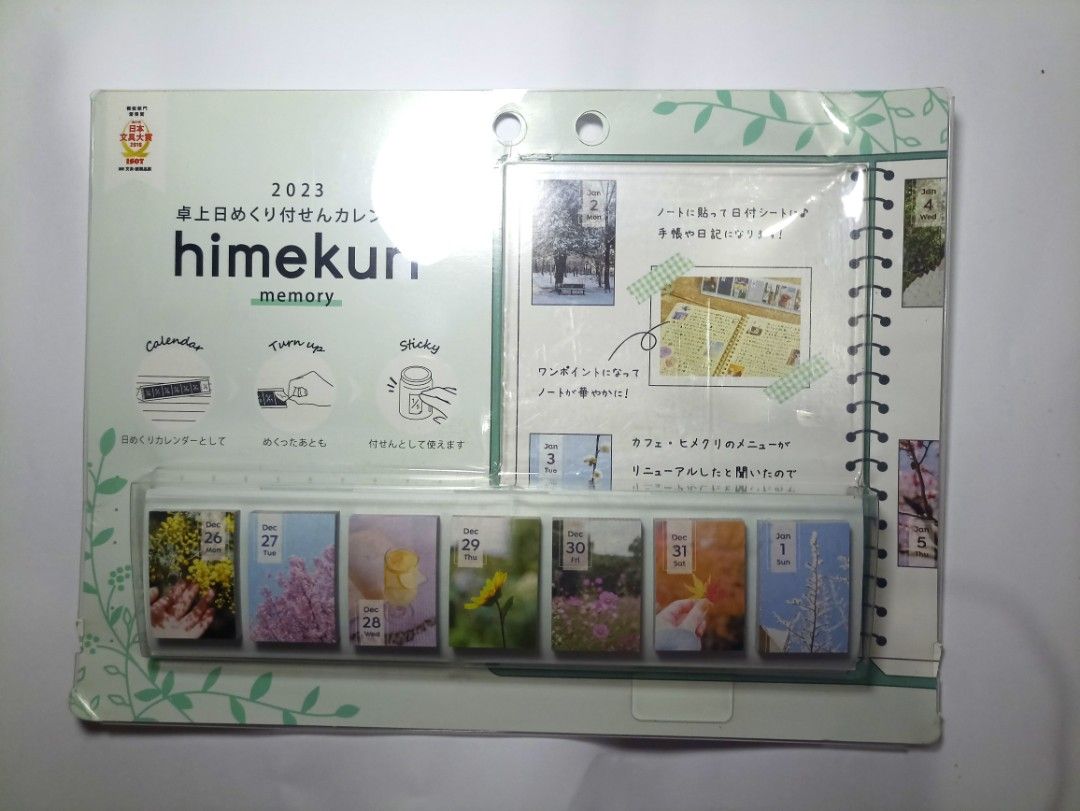 日本
文具大賞
ISOT
2023
卓上日めくり付せんカレン
himekuri
memory
Calendar
Turn up
Sticky
日めくりカレンダーとして
めくったあとも
付せんとして使えます
Jan
2
Mon
ノートに貼って日付シートに♪
手帳や日記になります!
Jan
4
Wed
ワンポイントになって
ノートが華やかに!
Jan
3
Tue
カフェ・ヒメクリのメニューが
リニューアルしたと聞いたので
Jan
5
Thu
Dec
26
Mon
Dec
27
Tue
Dec
28
Wed
Dec
29
Thu
Dec
30
Fri
Dec
31
Sat
Jan
1
Sun